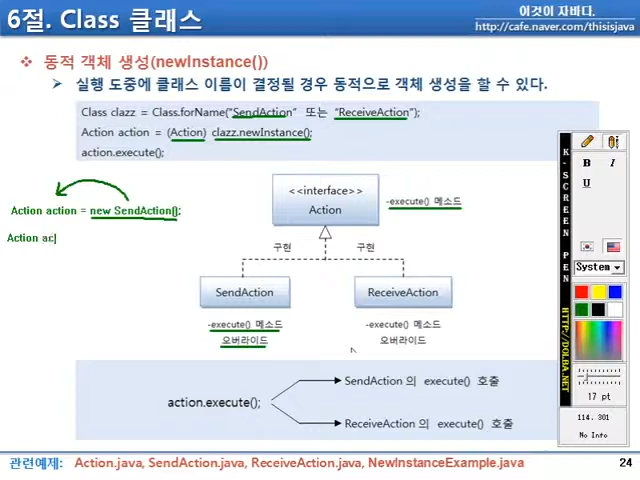 6절. Class 클래스
이것이 자바다.
http://cafe.naver.com/thisisjava
동적 객체 생성(newInstance())
실행 도중에 클래스 이름이 결정될 경우 동적으로 객체 생성을 할 수 있다.
Class clazz = Class.forName("SendAction" 또는 "ReceiveAction");
Action action = (Action) clazz.newInstance();
action.execute();
Action action = new SendAction();
Action ac
<<interface>>
Action
-execute() 메소드
구현
구현
SendAction
ReceiveAction
-execute() 메소드
오버라이드
-execute() 메소드
오버라이드
action.execute();
SendAction 의 execute() 호출
ReceiveAction 의 execute() 호출
K-SCREEN PEN
HTTP://DOLBA.NET
B
I
U
System
17 pt
114, 301
No Info
관련예제: Action.java, SendAction.java, ReceiveAction.java, NewInstanceExample.java
24